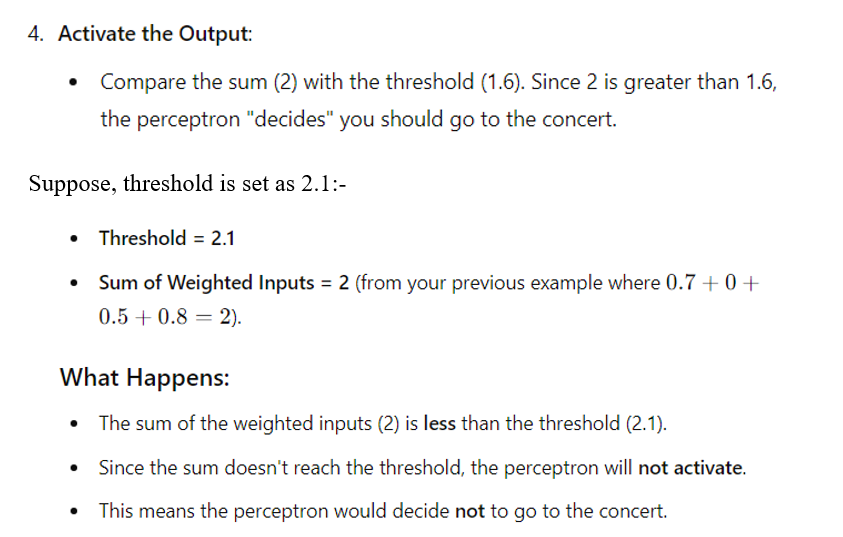 4. Activate the Output:
• Compare the sum (2) with the threshold (1.6). Since 2 is greater than 1.6,
the perceptron "decides" you should go to the concert.
Suppose, threshold is set as 2.1:-
• Threshold = 2.1
• Sum of Weighted Inputs = 2 (from your previous example where 0.7 + 0 +
0.5 + 0.8 = 2).
What Happens:
• The sum of the weighted inputs (2) is less than the threshold (2.1).
• Since the sum doesn't reach the threshold, the perceptron will not activate.
• This means the perceptron would decide not to go to the concert.